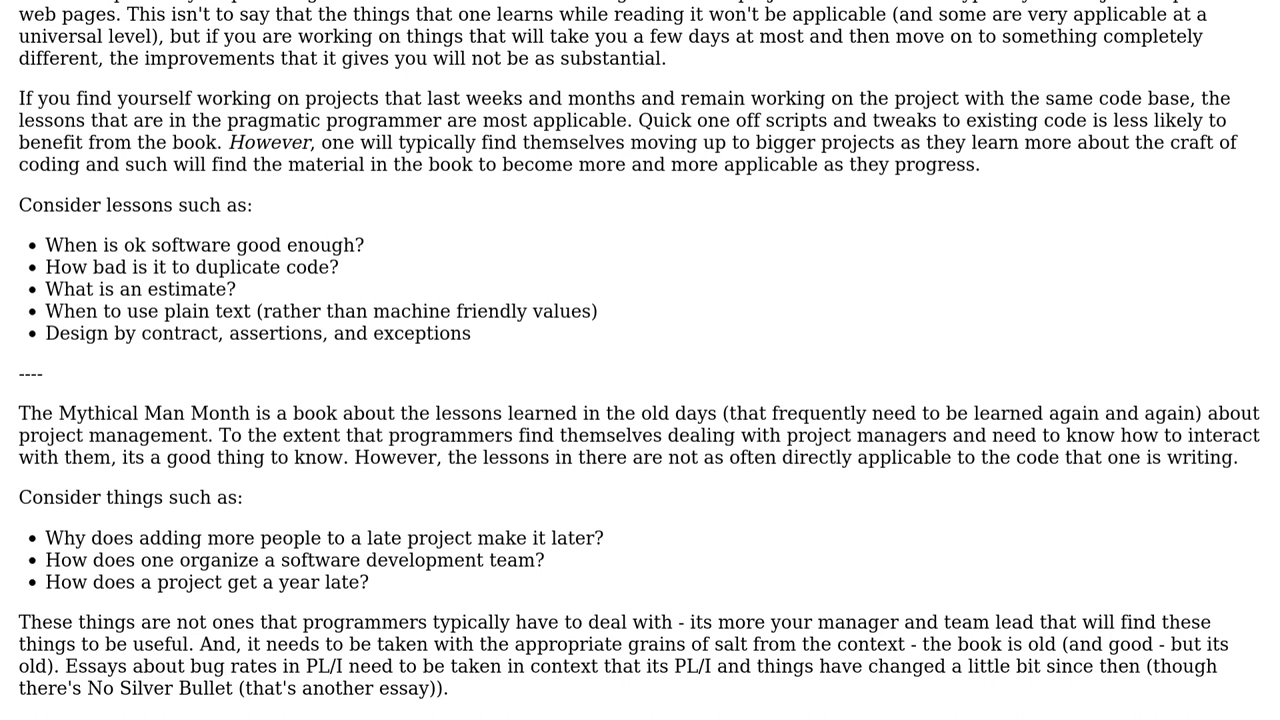 web pages. This isn't to say that the things that one learns while reading it won't be applicable (and some are very applicable at a
universal level), but if you are working on things that will take you a few days at most and then move on to something completely
different, the improvements that it gives you will not be as substantial.
If you find yourself working on projects that last weeks and months and remain working on the project with the same code base, the
lessons that are in the pragmatic programmer are most applicable. Quick one off scripts and tweaks to existing code is less likely to
benefit from the book. However, one will typically find themselves moving up to bigger projects as they learn more about the craft of
coding and such will find the material in the book to become more and more applicable as they progress.
Consider lessons such as:
• When is ok software good enough?
• How bad is it to duplicate code?
• What is an estimate?
• When to use plain text (rather than machine friendly values)
• Design by contract, assertions, and exceptions
----
The Mythical Man Month is a book about the lessons learned in the old days (that frequently need to be learned again and again) about
project management. To the extent that programmers find themselves dealing with project managers and need to know how to interact
with them, its a good thing to know. However, the lessons in there are not as often directly applicable to the code that one is writing.
Consider things such as:
• Why does adding more people to a late project make it later?
• How does one organize a software development team?
• How does a project get a year late?
These things are not ones that programmers typically have to deal with - its more your manager and team lead that will find these
things to be useful. And, it needs to be taken with the appropriate grains of salt from the context - the book is old (and good - but its
old). Essays about bug rates in PL/I need to be taken in context that its PL/I and things have changed a little bit since then (though
there's No Silver Bullet (that's another essay)).